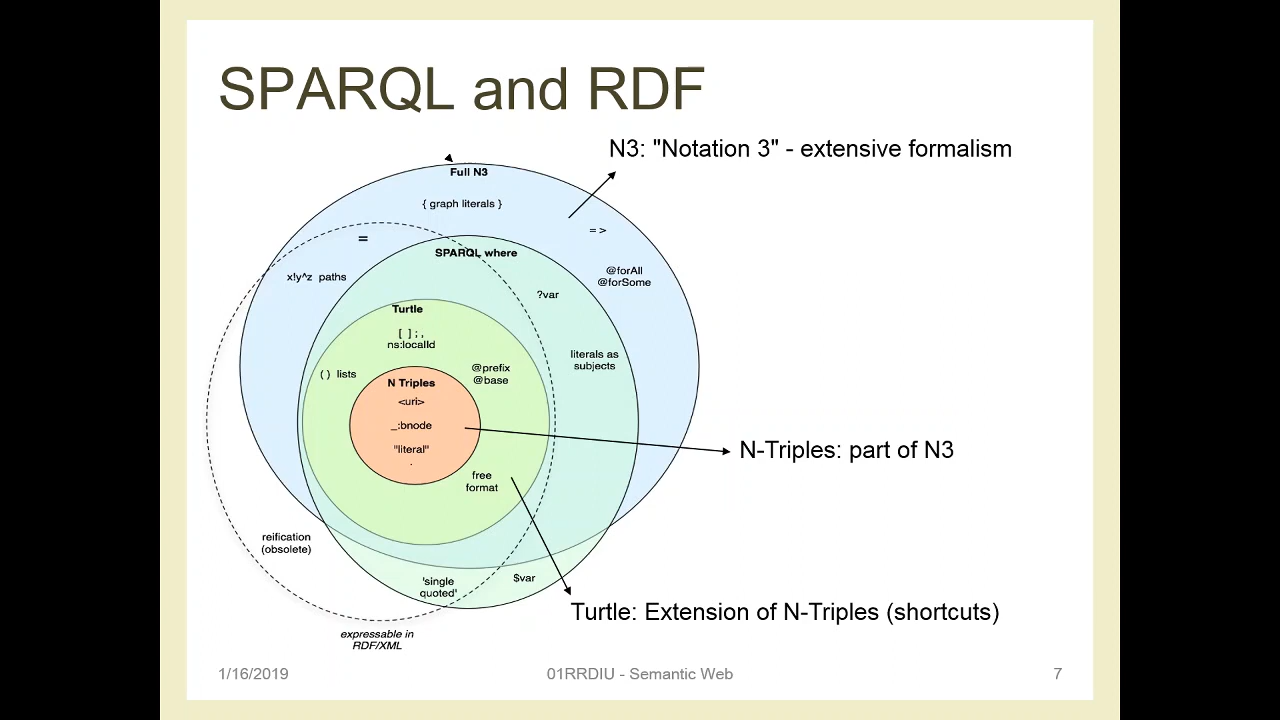 SPARQL and RDF
N3: "Notation 3" - extensive formalism
Full N3
{ graph literals }
= >
=
SPARQL where
x!y^z paths
@forAll
@forSome
?var
Turtle
[ ] ; ,
ns:localId
literals as
subjects
( ) lists
@prefix
@base
N Triples
<uri>
_:bnode
"literal"
.
N-Triples: part of N3
free
format
reification
(obsolete)
'single
quoted'
$var
Turtle: Extension of N-Triples (shortcuts)
expressable in
RDF/XML
1/16/2019
01RRDIU - Semantic Web
7